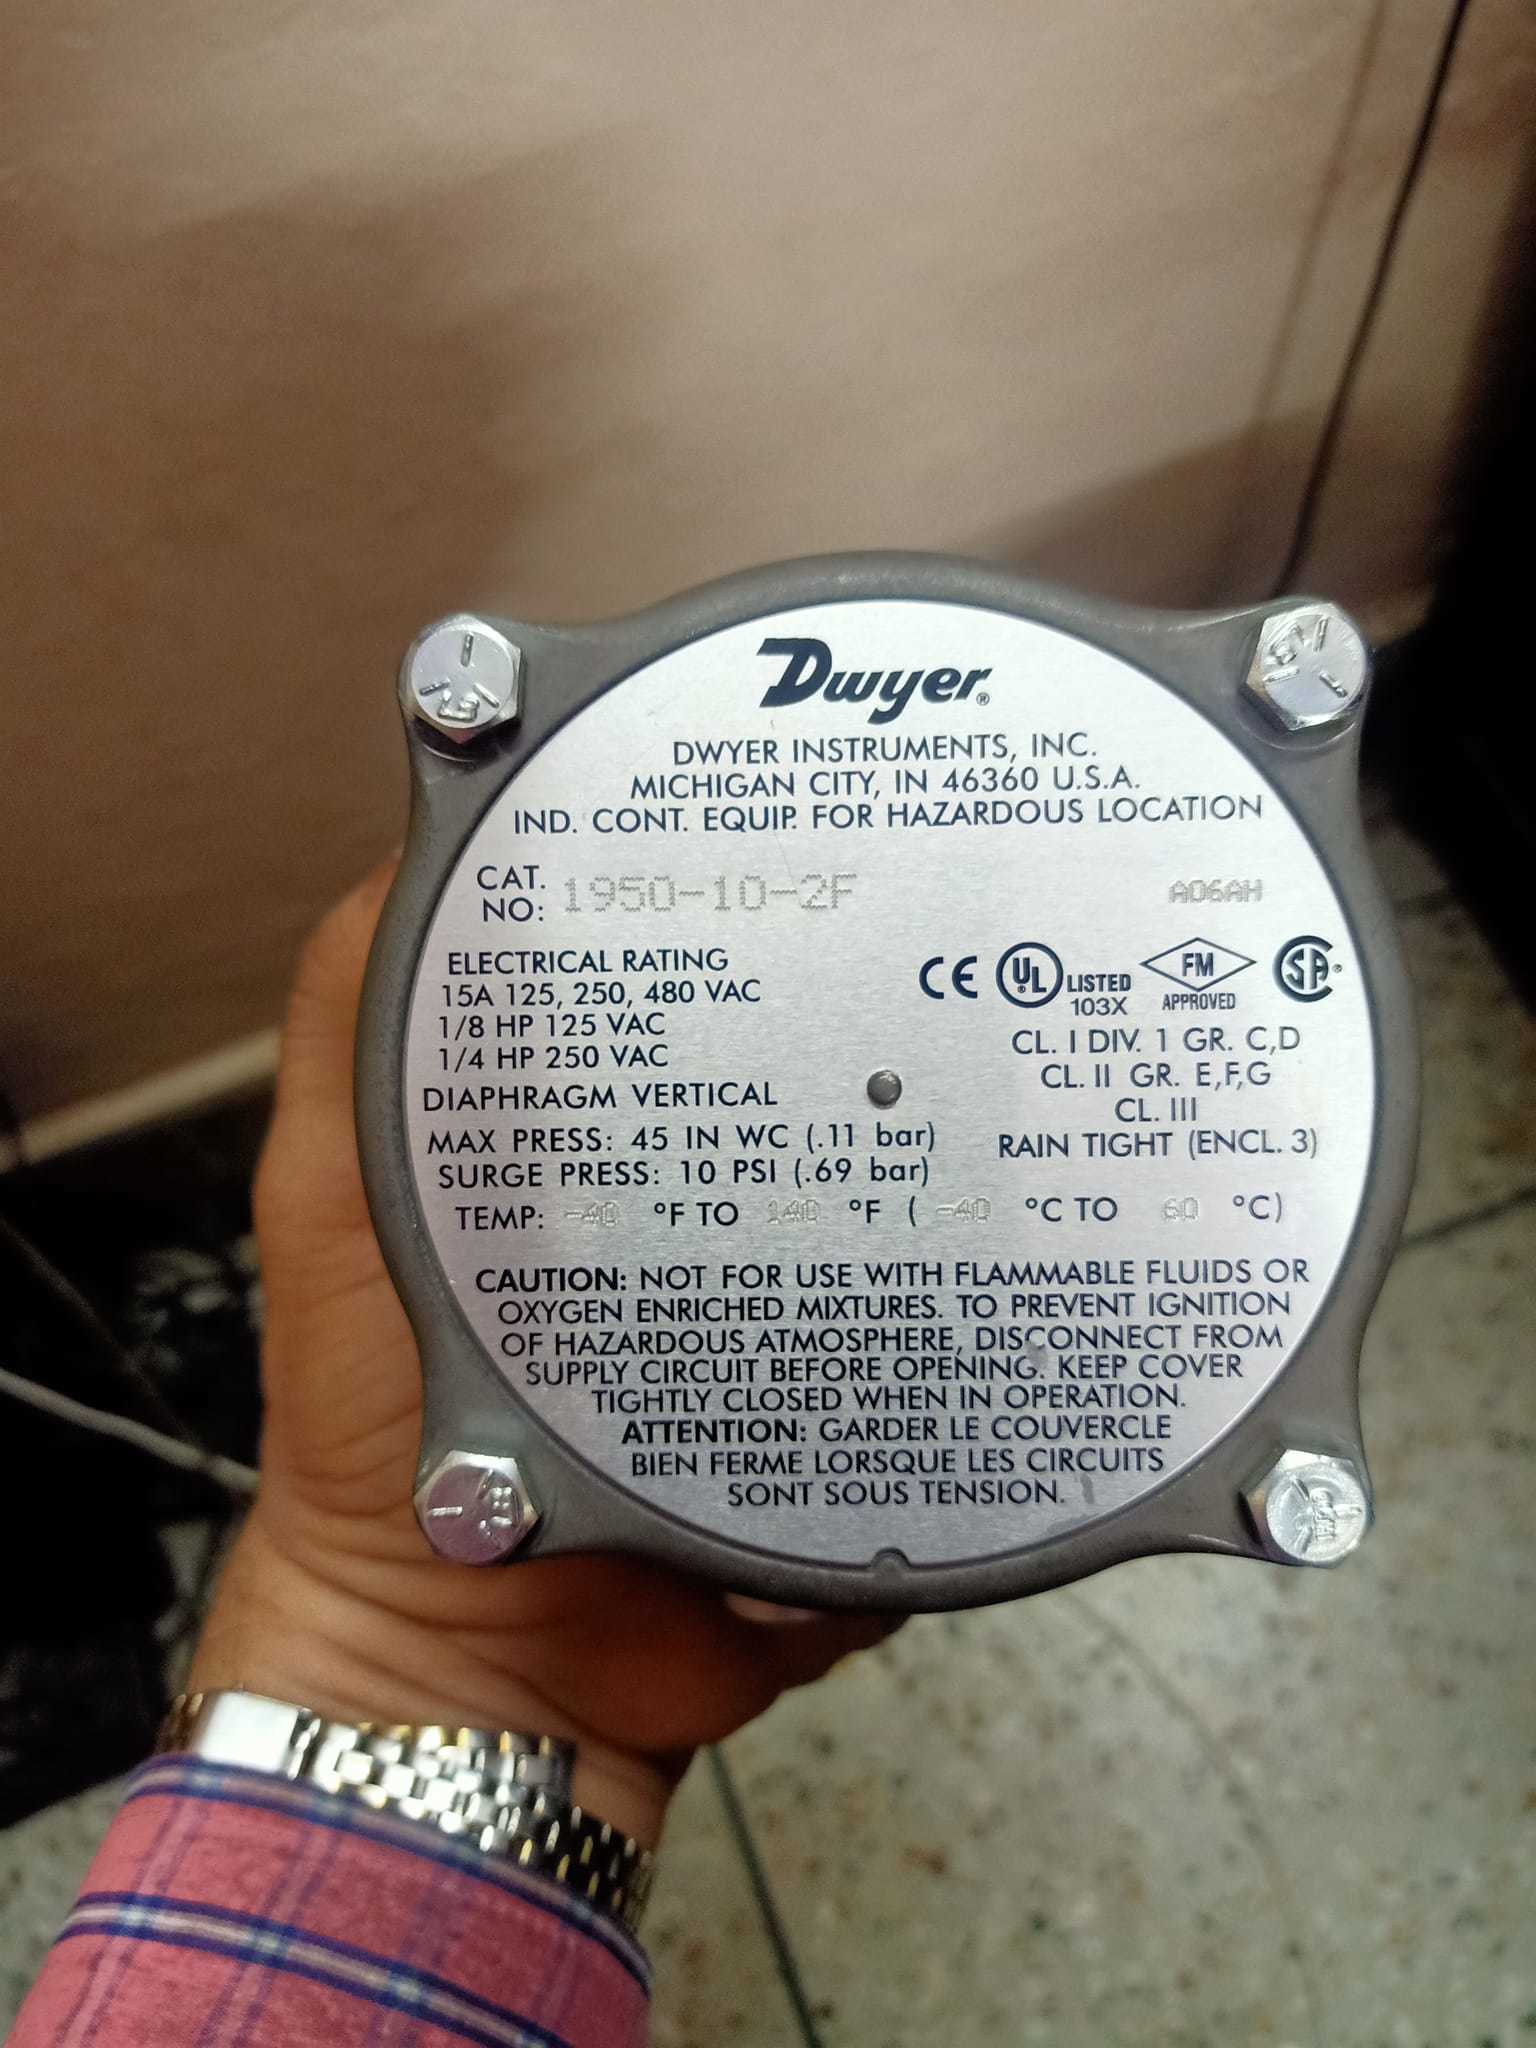 Dwyer®
DWYER INSTRUMENTS, INC.
MICHIGAN CITY, IN 46360 U.S.A.
IND. CONT. EQUIP. FOR HAZARDOUS LOCATION
CAT. NO: 1950-10-2F
A06AH
ELECTRICAL RATING
15A 125, 250, 480 VAC
1/8 HP 125 VAC
1/4 HP 250 VAC
DIAPHRAGM VERTICAL
MAX PRESS: 45 IN WC (.11 bar)
SURGE PRESS: 10 PSI (.69 bar)
CE UL LISTED 103X FM APPROVED SA®
CL. I DIV. 1 GR. C,D
CL. II GR. E,F,G
CL. III
RAIN TIGHT (ENCL. 3)
TEMP: -40 °F TO 140 °F ( -40 °C TO 60 °C)
CAUTION: NOT FOR USE WITH FLAMMABLE FLUIDS OR
OXYGEN ENRICHED MIXTURES. TO PREVENT IGNITION
OF HAZARDOUS ATMOSPHERE, DISCONNECT FROM
SUPPLY CIRCUIT BEFORE OPENING. KEEP COVER
TIGHTLY CLOSED WHEN IN OPERATION.
ATTENTION: GARDER LE COUVERCLE
BIEN FERME LORSQUE LES CIRCUITS
SONT SOUS TENSION.